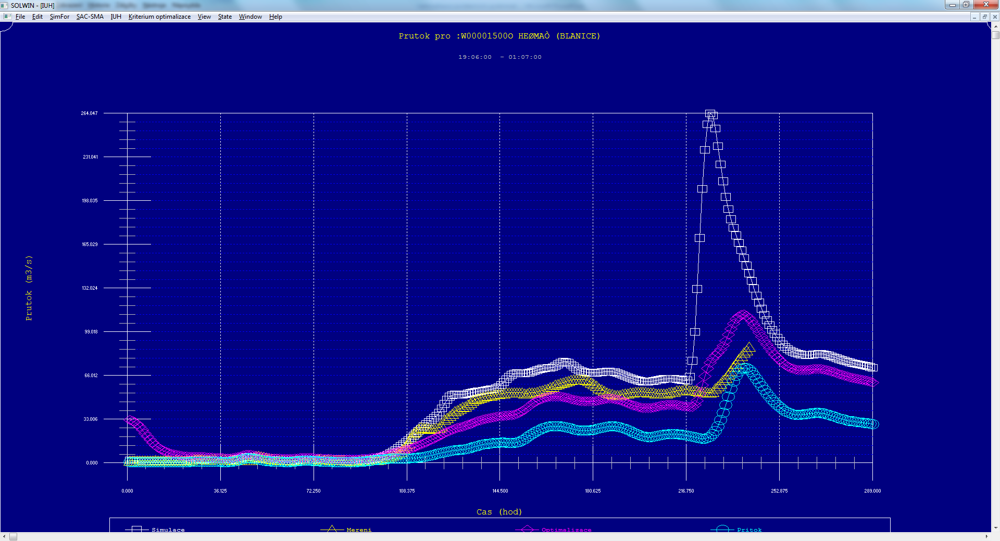 SOLWIN - [IUH]
File Edit SimFor SAC-SMA IUH Kriterium optimalizace View State Window Help
Prutok pro :W00001500O HEØMAÒ (BLANICE)
19:06:00 - 01:07:00
264.047
231.041
198.035
165.029
132.024
99.018
66.012
33.006
0.000
Prutok (m3/s)
0.000 36.125 72.250 108.375 144.500 180.625 216.750 252.875 289.000
Cas (hod)
Simulace Mereni Optimalizace Pritok